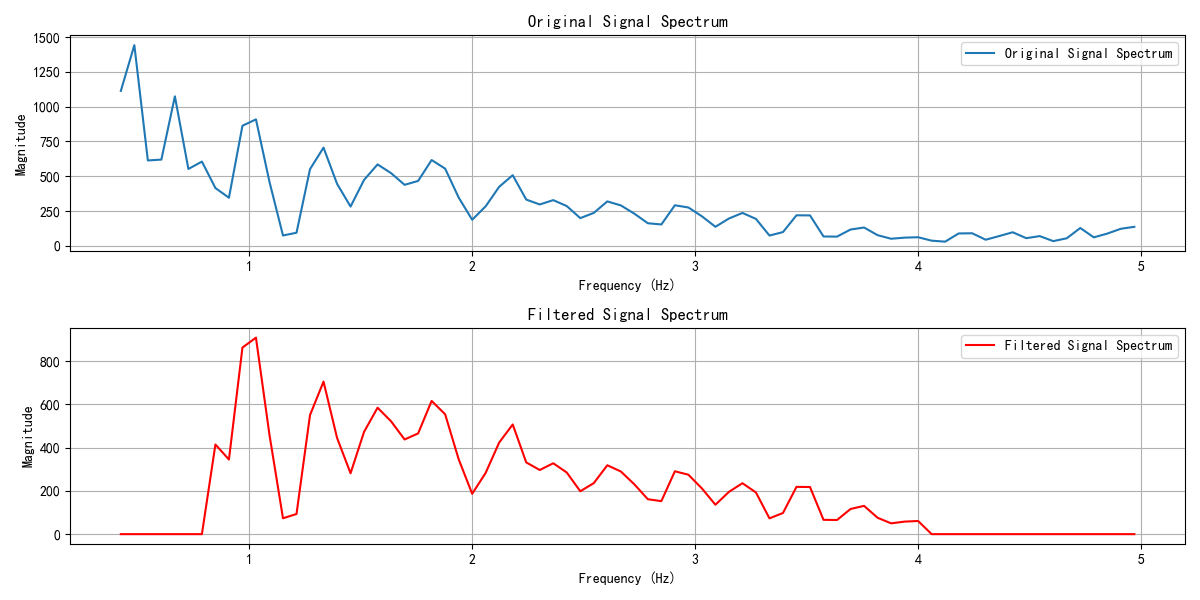 Original Signal Spectrum
1500
1250
1000
750
500
250
0
Magnitude
Original Signal Spectrum
1 2 3 4 5
Frequency (Hz)
Filtered Signal Spectrum
800
600
400
200
0
Magnitude
Filtered Signal Spectrum
1 2 3 4 5
Frequency (Hz)